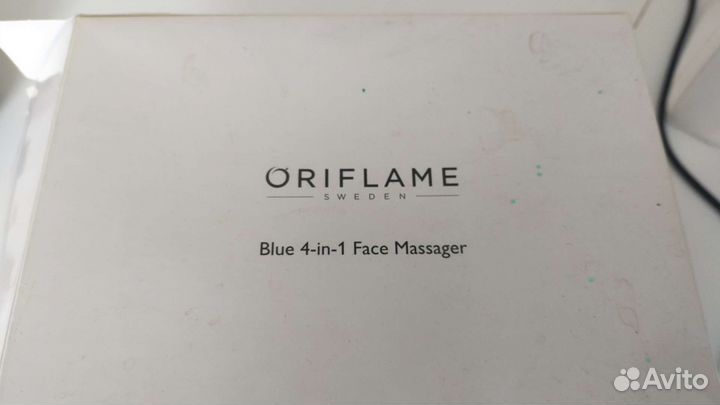 ORIFLAME
SWEDEN
Blue 4-in-1 Face Massager
Avito